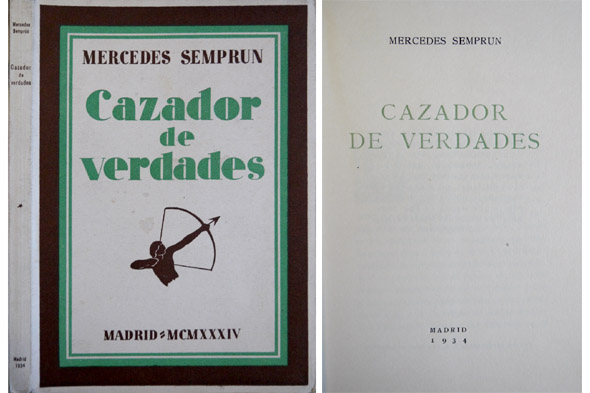 Mercedes
Semprun
Cazador
de
verdades
Madrid
1934
MERCEDES SEMPRUN
Cazador
de
verdades
MADRID=MCMXXXIV
MERCEDES SEMPRUN
CAZADOR
DE VERDADES
MADRID
1934